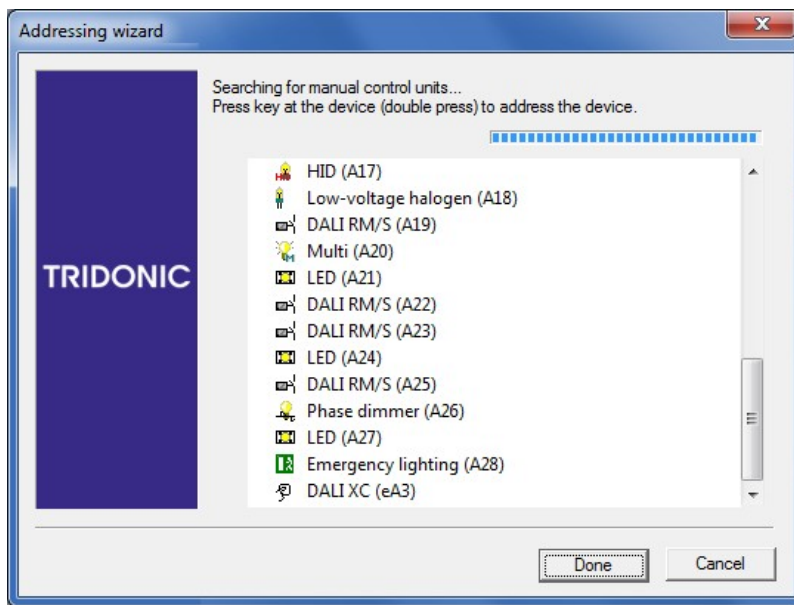 Addressing wizard
Searching for manual control units...
Press key at the device (double press) to address the device.
HID (A17)
Low-voltage halogen (A18)
DALI RM/S (A19)
Multi (A20)
TRIDONIC
LED (A21)
DALI RM/S (A22)
DALI RM/S (A23)
LED (A24)
DALI RM/S (A25)
Phase dimmer (A26)
LED (A27)
Emergency lighting (A28)
DALI XC (eA3)
Done
Cancel